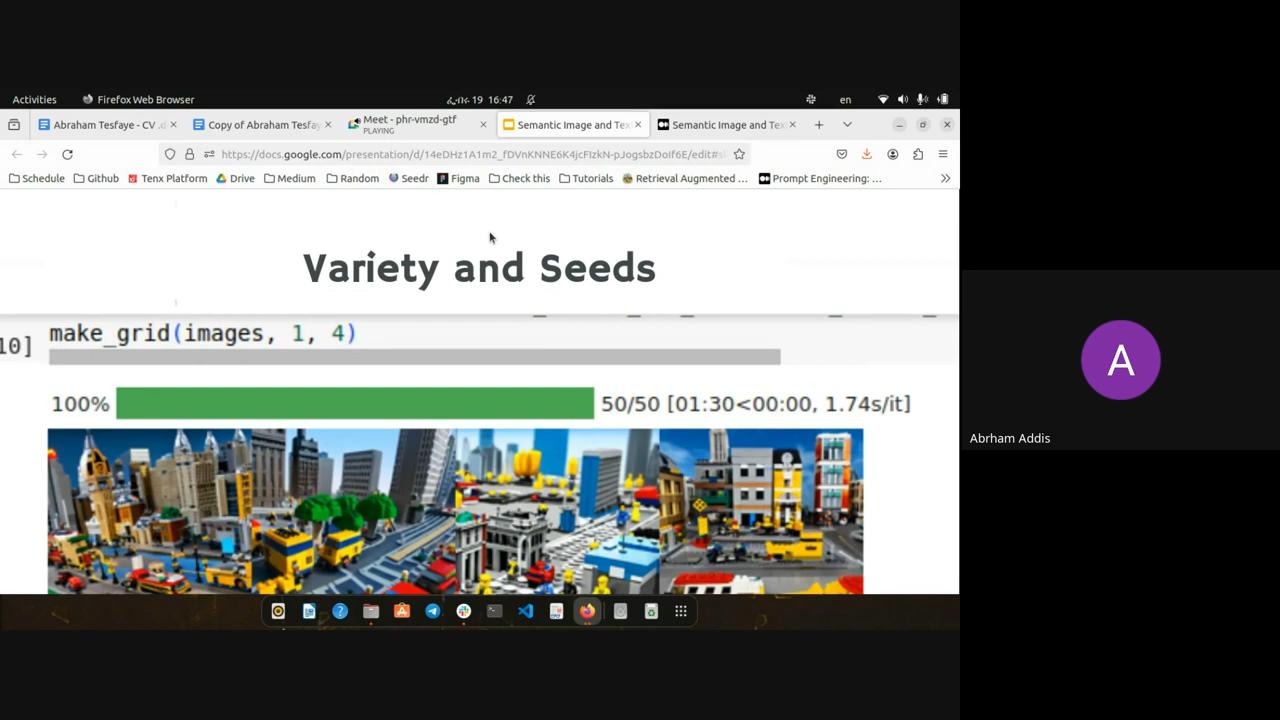 Activities
Firefox Web Browser
19 16:47
en
Abraham Tesfaye - CV .d
Copy of Abraham Tesfay
Meet - phr-vmzd-gtf
PLAYING
Semantic Image and Tex
Semantic Image and Tex
https://docs.google.com/presentation/d/14eDHz1A1m2_fDVnKNNE6K4jcFIzkN-pJogsbzDoIf6E/edit#s
Schedule
Github
Tenx Platform
Drive
Medium
Random
Seedr
Figma
Check this
Tutorials
Retrieval Augmented ...
Prompt Engineering: ...
Variety and Seeds
10]
make_grid(images, 1, 4)
100%
50/50 [01:30<00:00, 1.74s/it]
A
Abrham Addis